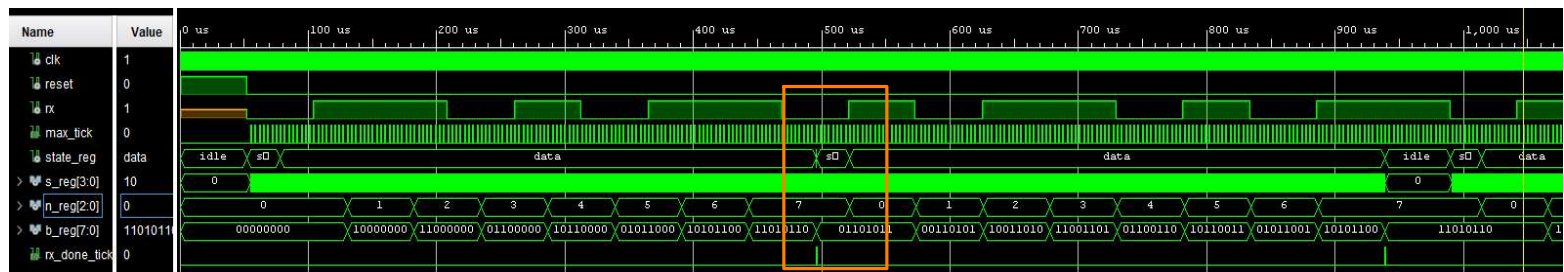 Name Value 0 us 100 us 200 us 300 us 400 us 500 us 600 us 700 us 800 us 900 us 1,000 us
clk 1
reset 0
rx 1
max_tick 0
state_reg data idle s data s data idle s data
s_reg[3:0] 10 0 0
n_reg[2:0] 0 0 1 2 3 4 5 6 7 0 1 2 3 4 5 6 7 0
b_reg[7:0] 11010110 00000000 10000000 11000000 01100000 10110000 01011000 10101100 11010110 01101011 00110101 10011010 11001101 01100110 10110011 01011001 10101100 11010110 1
rx_done_tick 0